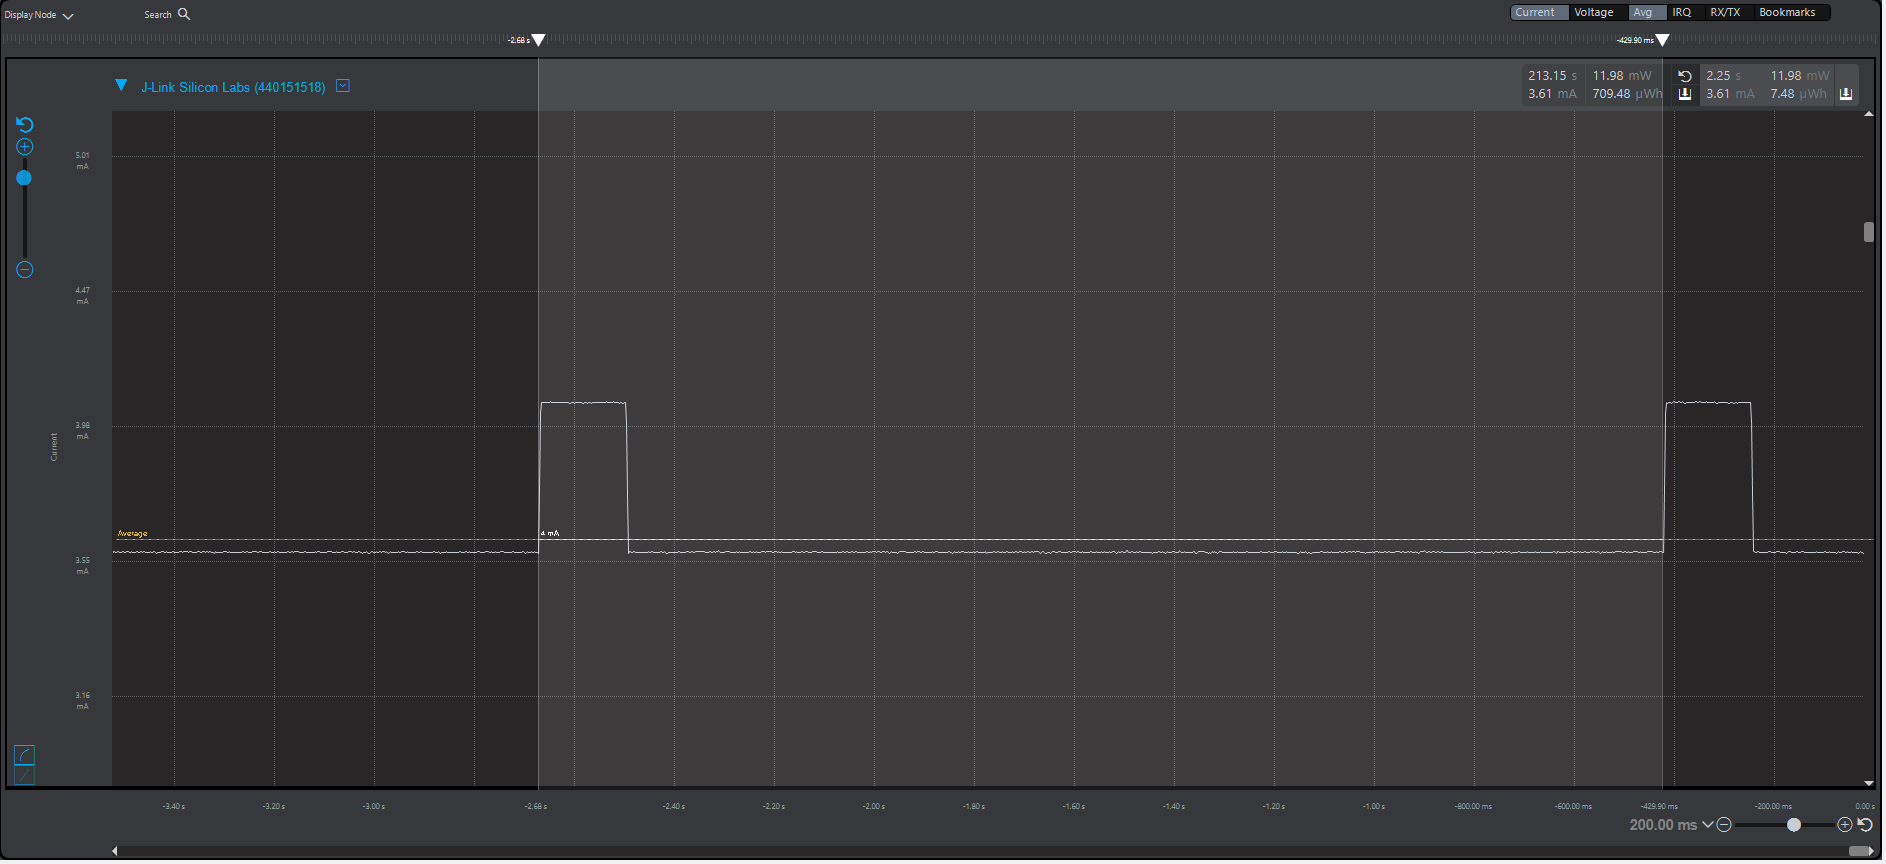 Display Node
Search
Current Voltage Avg IRQ RX/TX Bookmarks
-2.68 s
-429.90 ms
J-Link Silicon Labs (440151518)
213.15 s 11.98 mW
3.61 mA 709.48 µWh
2.25 s 11.98 mW
3.61 mA 7.48 µWh
5.01
mA
4.47
mA
3.98
mA
Current
Average
4 mA
3.55
mA
3.16
mA
-3.40 s -3.20 s -3.00 s -2.68 s -2.40 s -2.20 s -2.00 s -1.80 s -1.60 s -1.40 s -1.20 s -1.00 s -800.00 ms -600.00 ms -429.90 ms -200.00 ms 0.00 s
200.00 ms